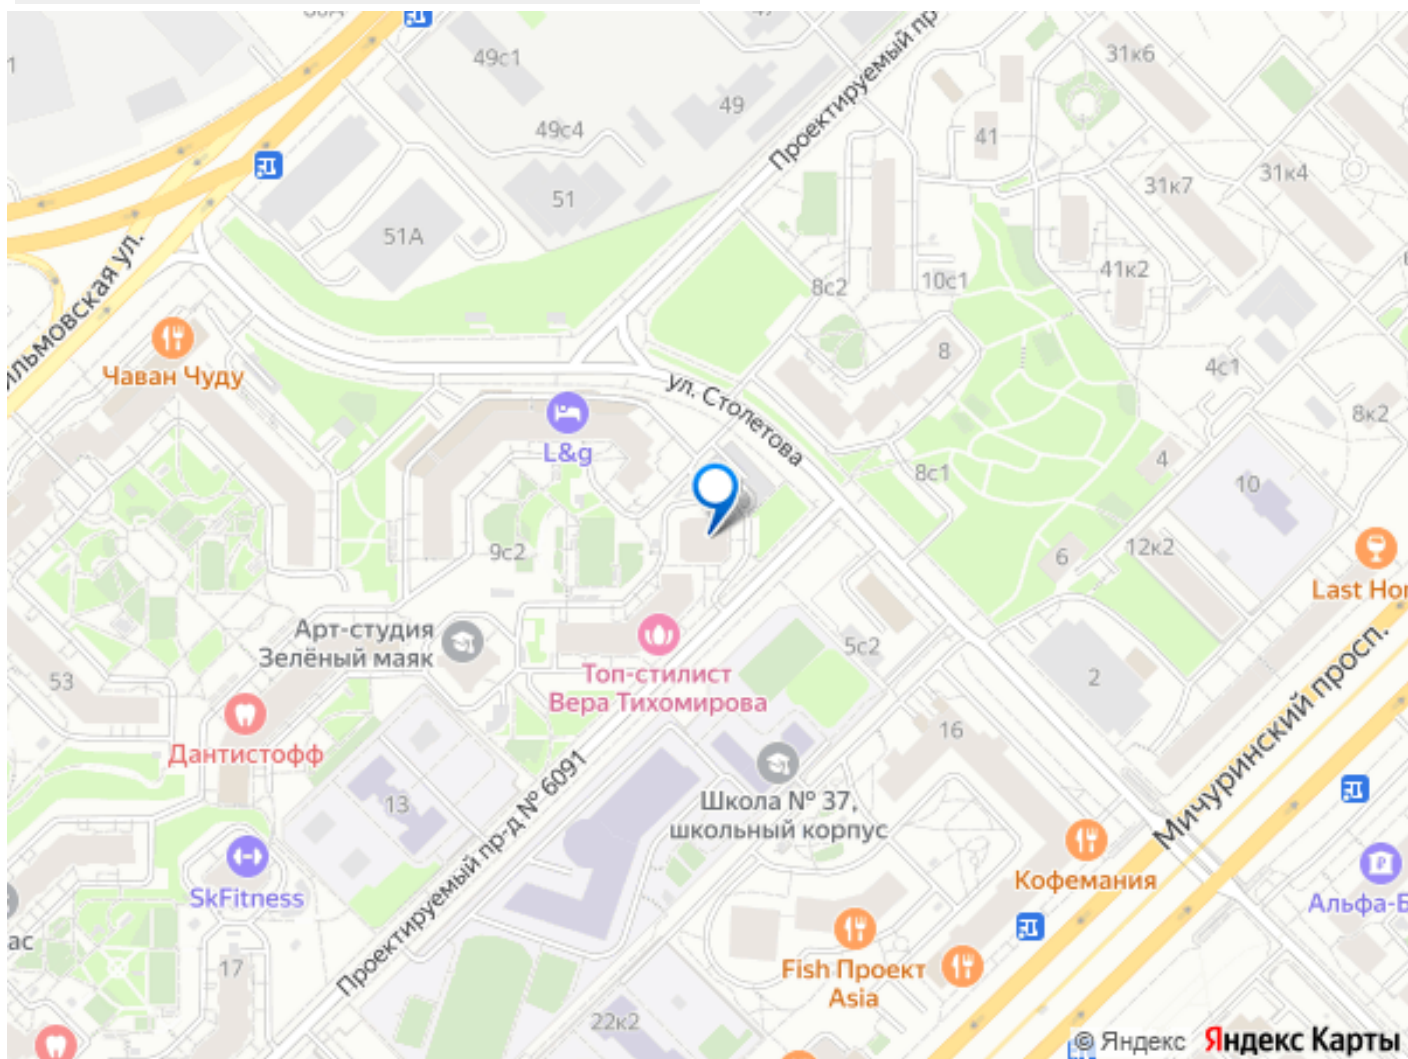 49с1
49
31к6
41
49с4
51
31к7
31к4
Проектируемый пр
51А
41к2
8с2
10с1
ильмовская ул.
Чаван Чуду
8
4с1
ул. Столетова
8к2
L&g
4
8с1
10
9с2
6
12к2
Last Hor
Арт-студия
Зелёный маяк
5с2
Мичуринский просп.
53
Топ-стилист
Вера Тихомирова
2
Дантистофф
16
13
Школа № 37,
школьный корпус
Проектируемый пр-д № 6091
Кофемания
SkFitness
Альфа-Б
ас
17
Fish Проект
Asia
22к2
© Яндекс Яндекс Карты